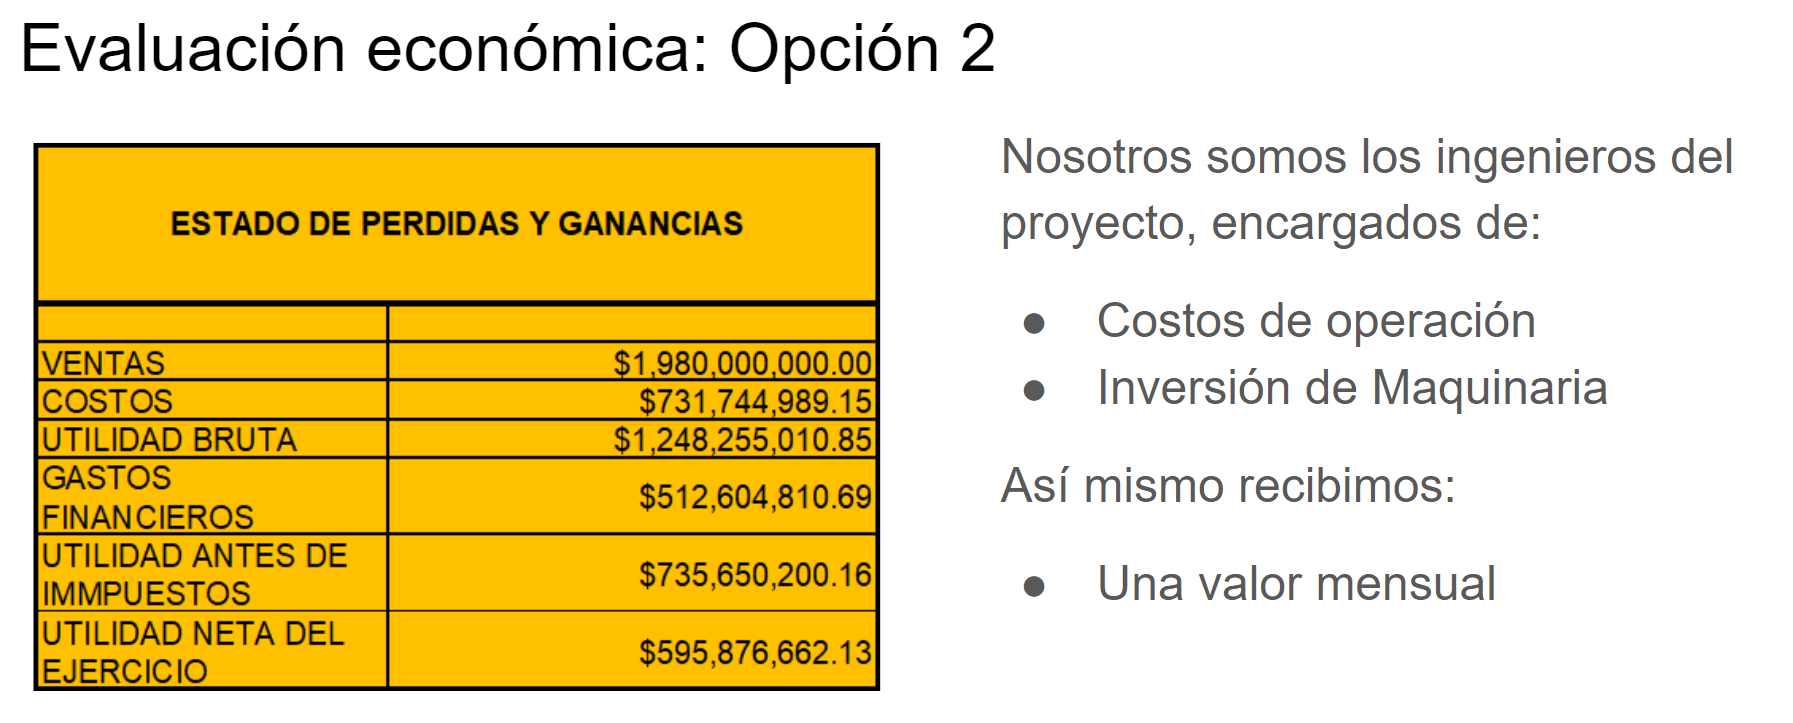 Evaluación económica: Opción 2
ESTADO DE PERDIDAS Y GANANCIAS
VENTAS $1,980,000,000.00
COSTOS $731,744,989.15
UTILIDAD BRUTA $1,248,255,010.85
GASTOS
FINANCIEROS $512,604,810.69
UTILIDAD ANTES DE
IMMPUESTOS $735,650,200.16
UTILIDAD NETA DEL
EJERCICIO $595,876,662.13
Nosotros somos los ingenieros del
proyecto, encargados de:
● Costos de operación
● Inversión de Maquinaria
Así mismo recibimos:
● Una valor mensual